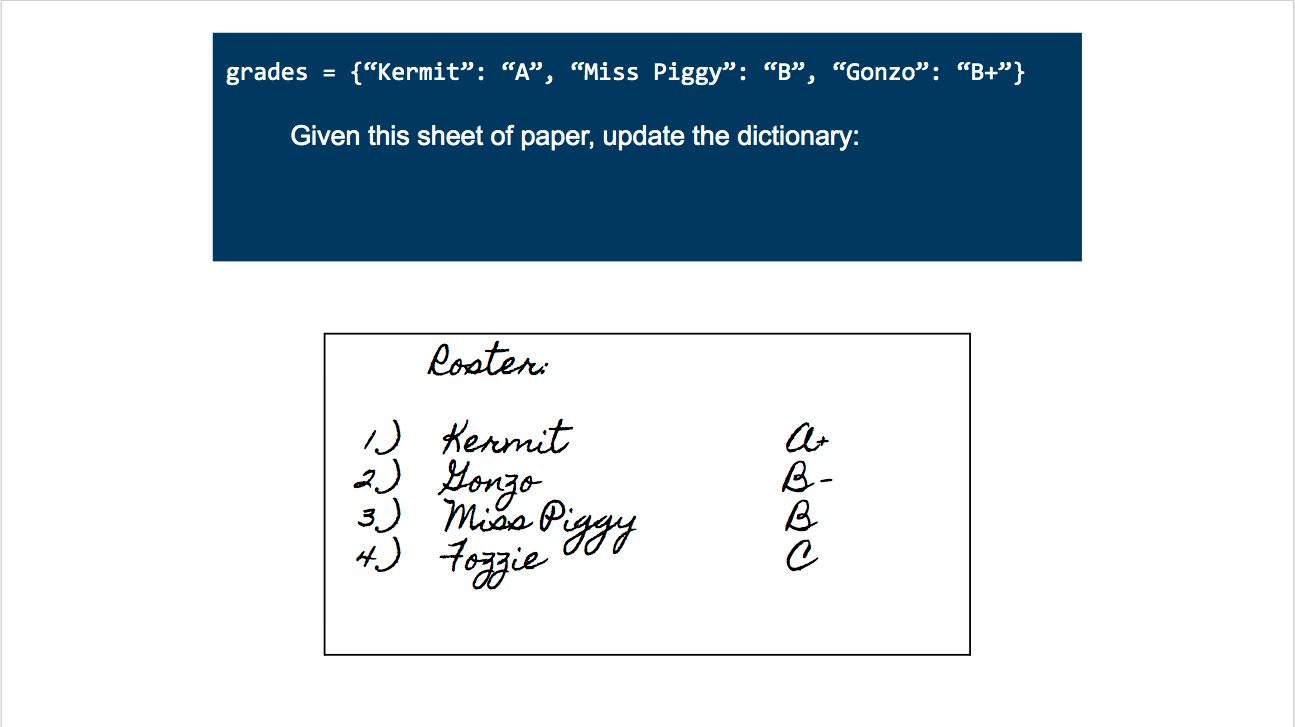 grades = {“Kermit”: “A”, “Miss Piggy”: “B”, “Gonzo”: “B+”}
Given this sheet of paper, update the dictionary:
Roster:
1.) Kermit A+
2.) Gonzo B-
3.) Miss Piggy B
4.) Fozzie C